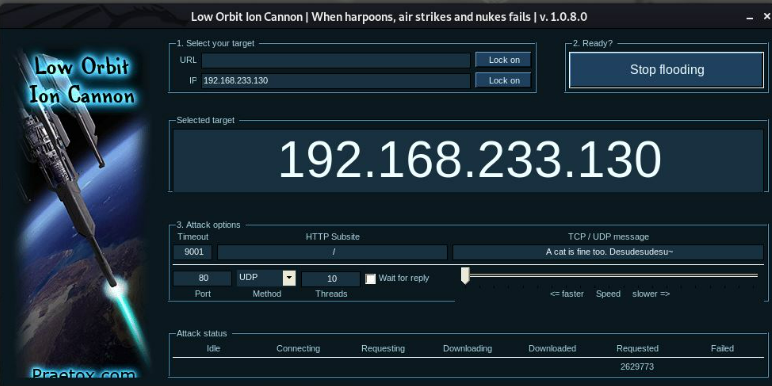 Low Orbit Ion Cannon | When harpoons, air strikes and nukes fails | v. 1.0.8.0
Low Orbit
Ion Cannon
Praetox.com
1. Select your target
URL Lock on
IP 192.168.233.130 Lock on
2. Ready?
Stop flooding
Selected target
192.168.233.130
3. Attack options
Timeout HTTP Subsite TCP / UDP message
9001 / A cat is fine too. Desudesudesu~
80 UDP 10 Wait for reply
Port Method Threads <= faster Speed slower =>
Attack status
Idle Connecting Requesting Downloading Downloaded Requested Failed
2629773